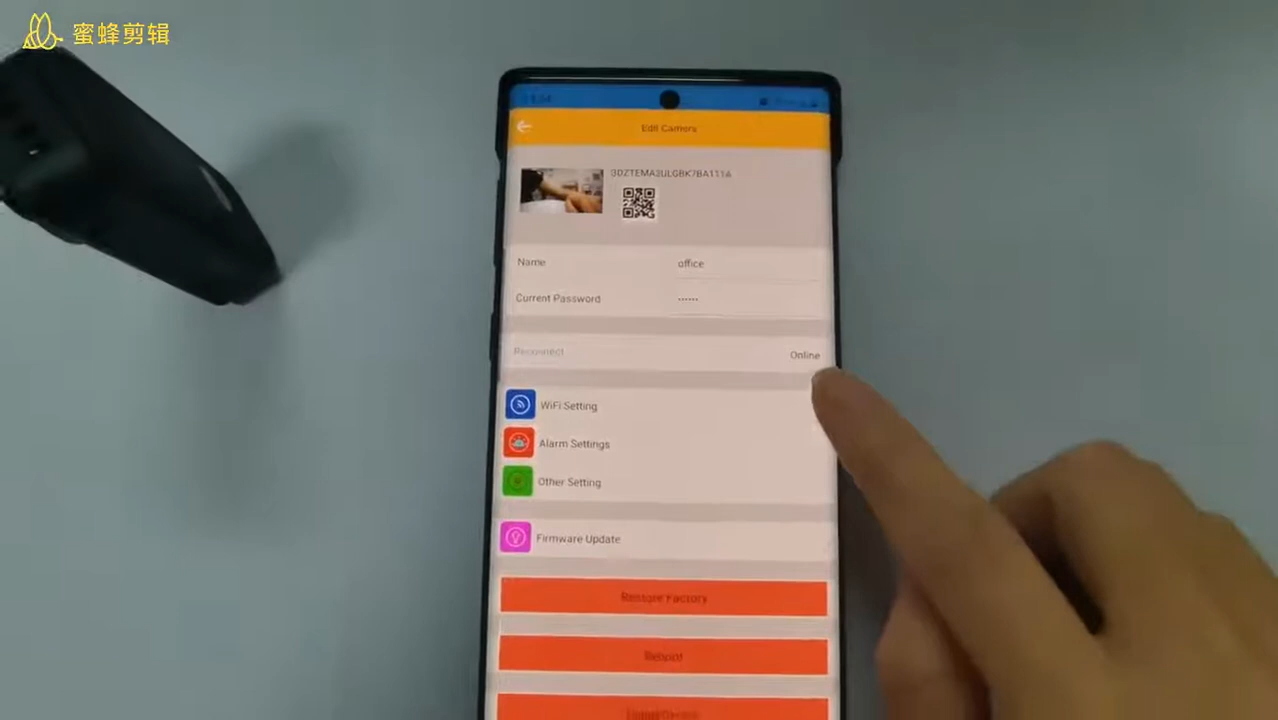 蜜蜂剪辑
Edit Camera
Name
office
Current Password
••••••
Reconnect
Online
WiFi Setting
Alarm Settings
Other Setting
Firmware Update
Restore Factory
Reboot